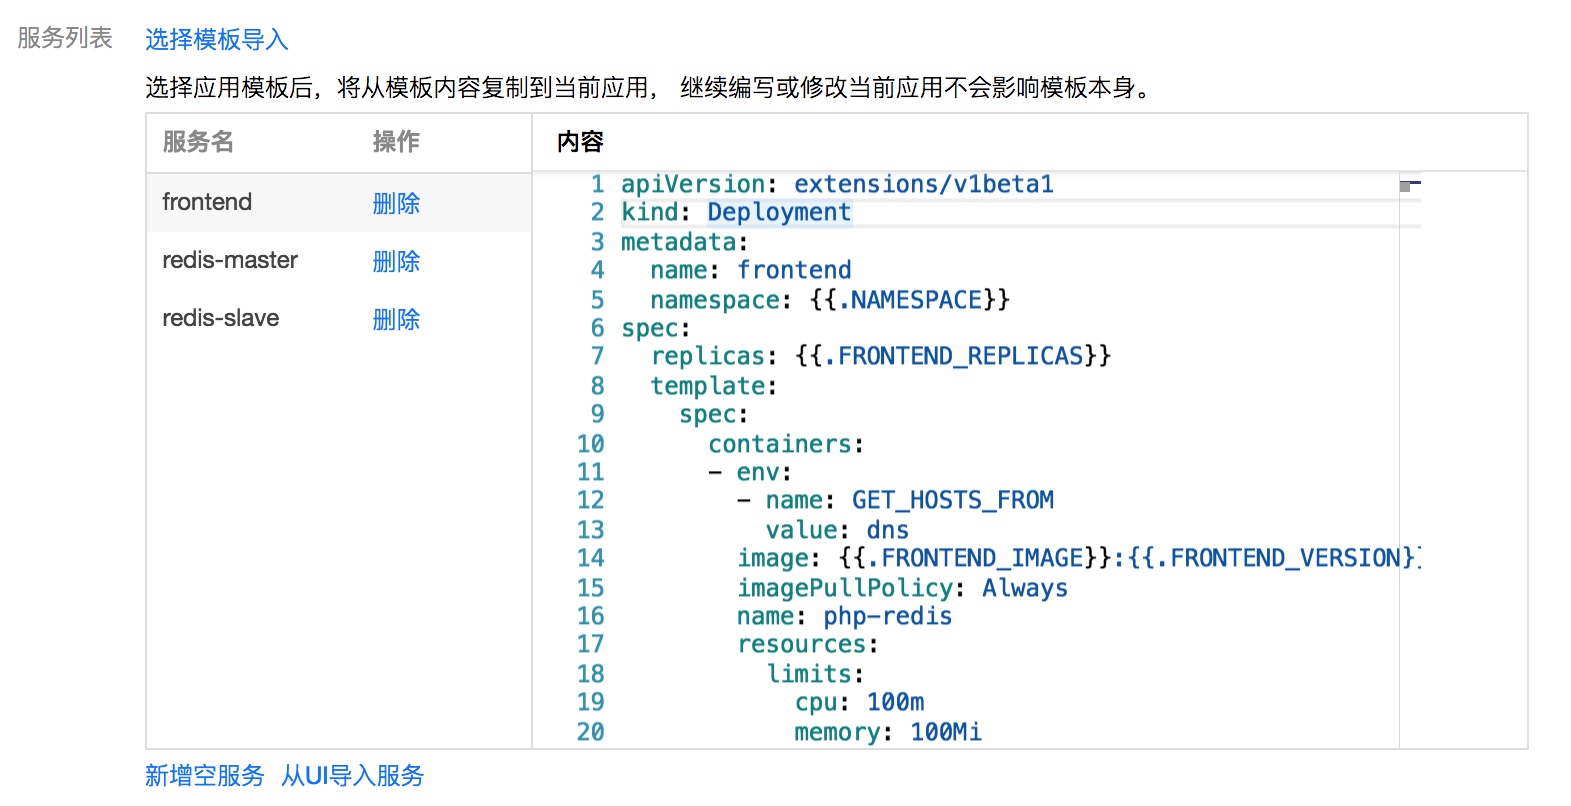 服务列表 选择模板导入
选择应用模板后，将从模板内容复制到当前应用， 继续编写或修改当前应用不会影响模板本身。
服务名 操作 内容
frontend 删除
redis-master 删除
redis-slave 删除
1 apiVersion: extensions/v1beta1
2 kind: Deployment
3 metadata:
4   name: frontend
5   namespace: {{.NAMESPACE}}
6 spec:
7   replicas: {{.FRONTEND_REPLICAS}}
8   template:
9     spec:
10       containers:
11       - env:
12         - name: GET_HOSTS_FROM
13           value: dns
14         image: {{.FRONTEND_IMAGE}}:{{.FRONTEND_VERSION}}
15         imagePullPolicy: Always
16         name: php-redis
17         resources:
18           limits:
19             cpu: 100m
20             memory: 100Mi
新增空服务 从UI导入服务